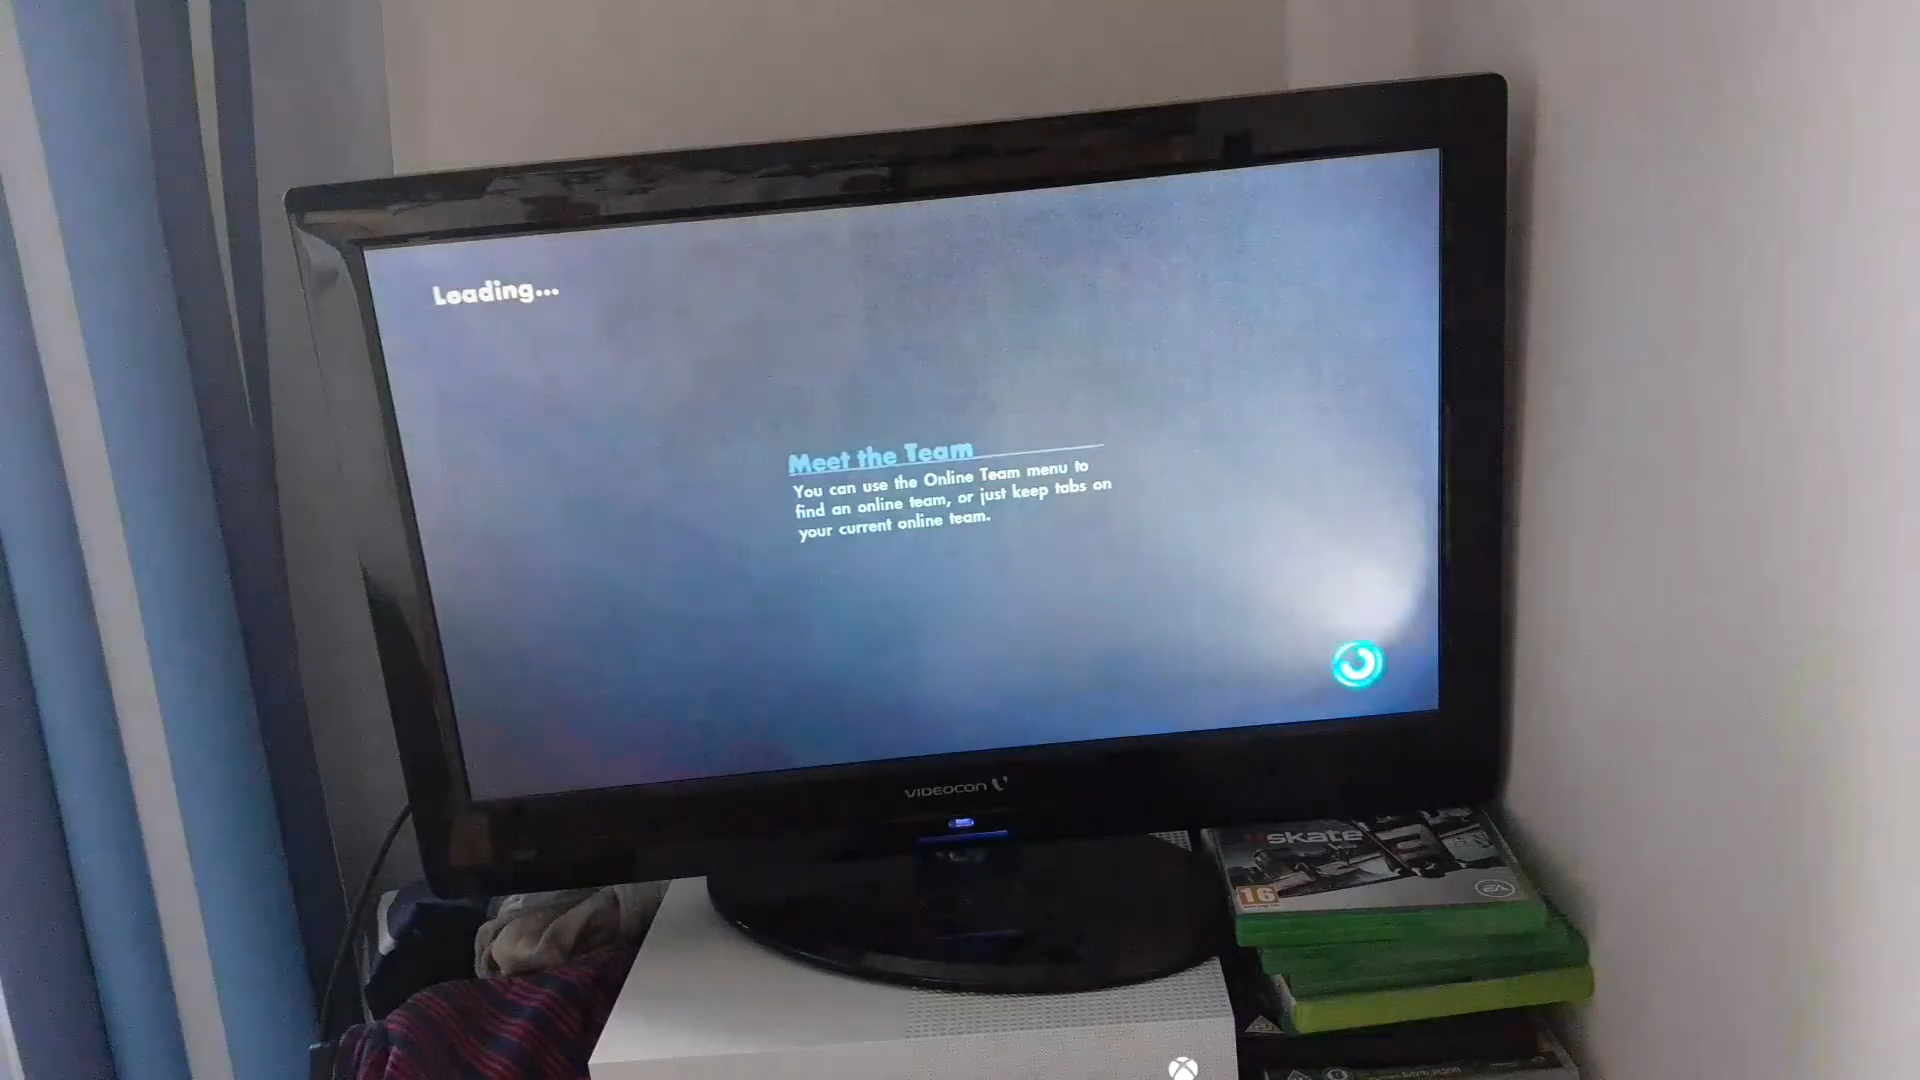 Loading...
Meet the Team
You can use the Online Team menu to
find an online team, or just keep tabs on
your current online team.
VIDEOCON
skate
16
EA